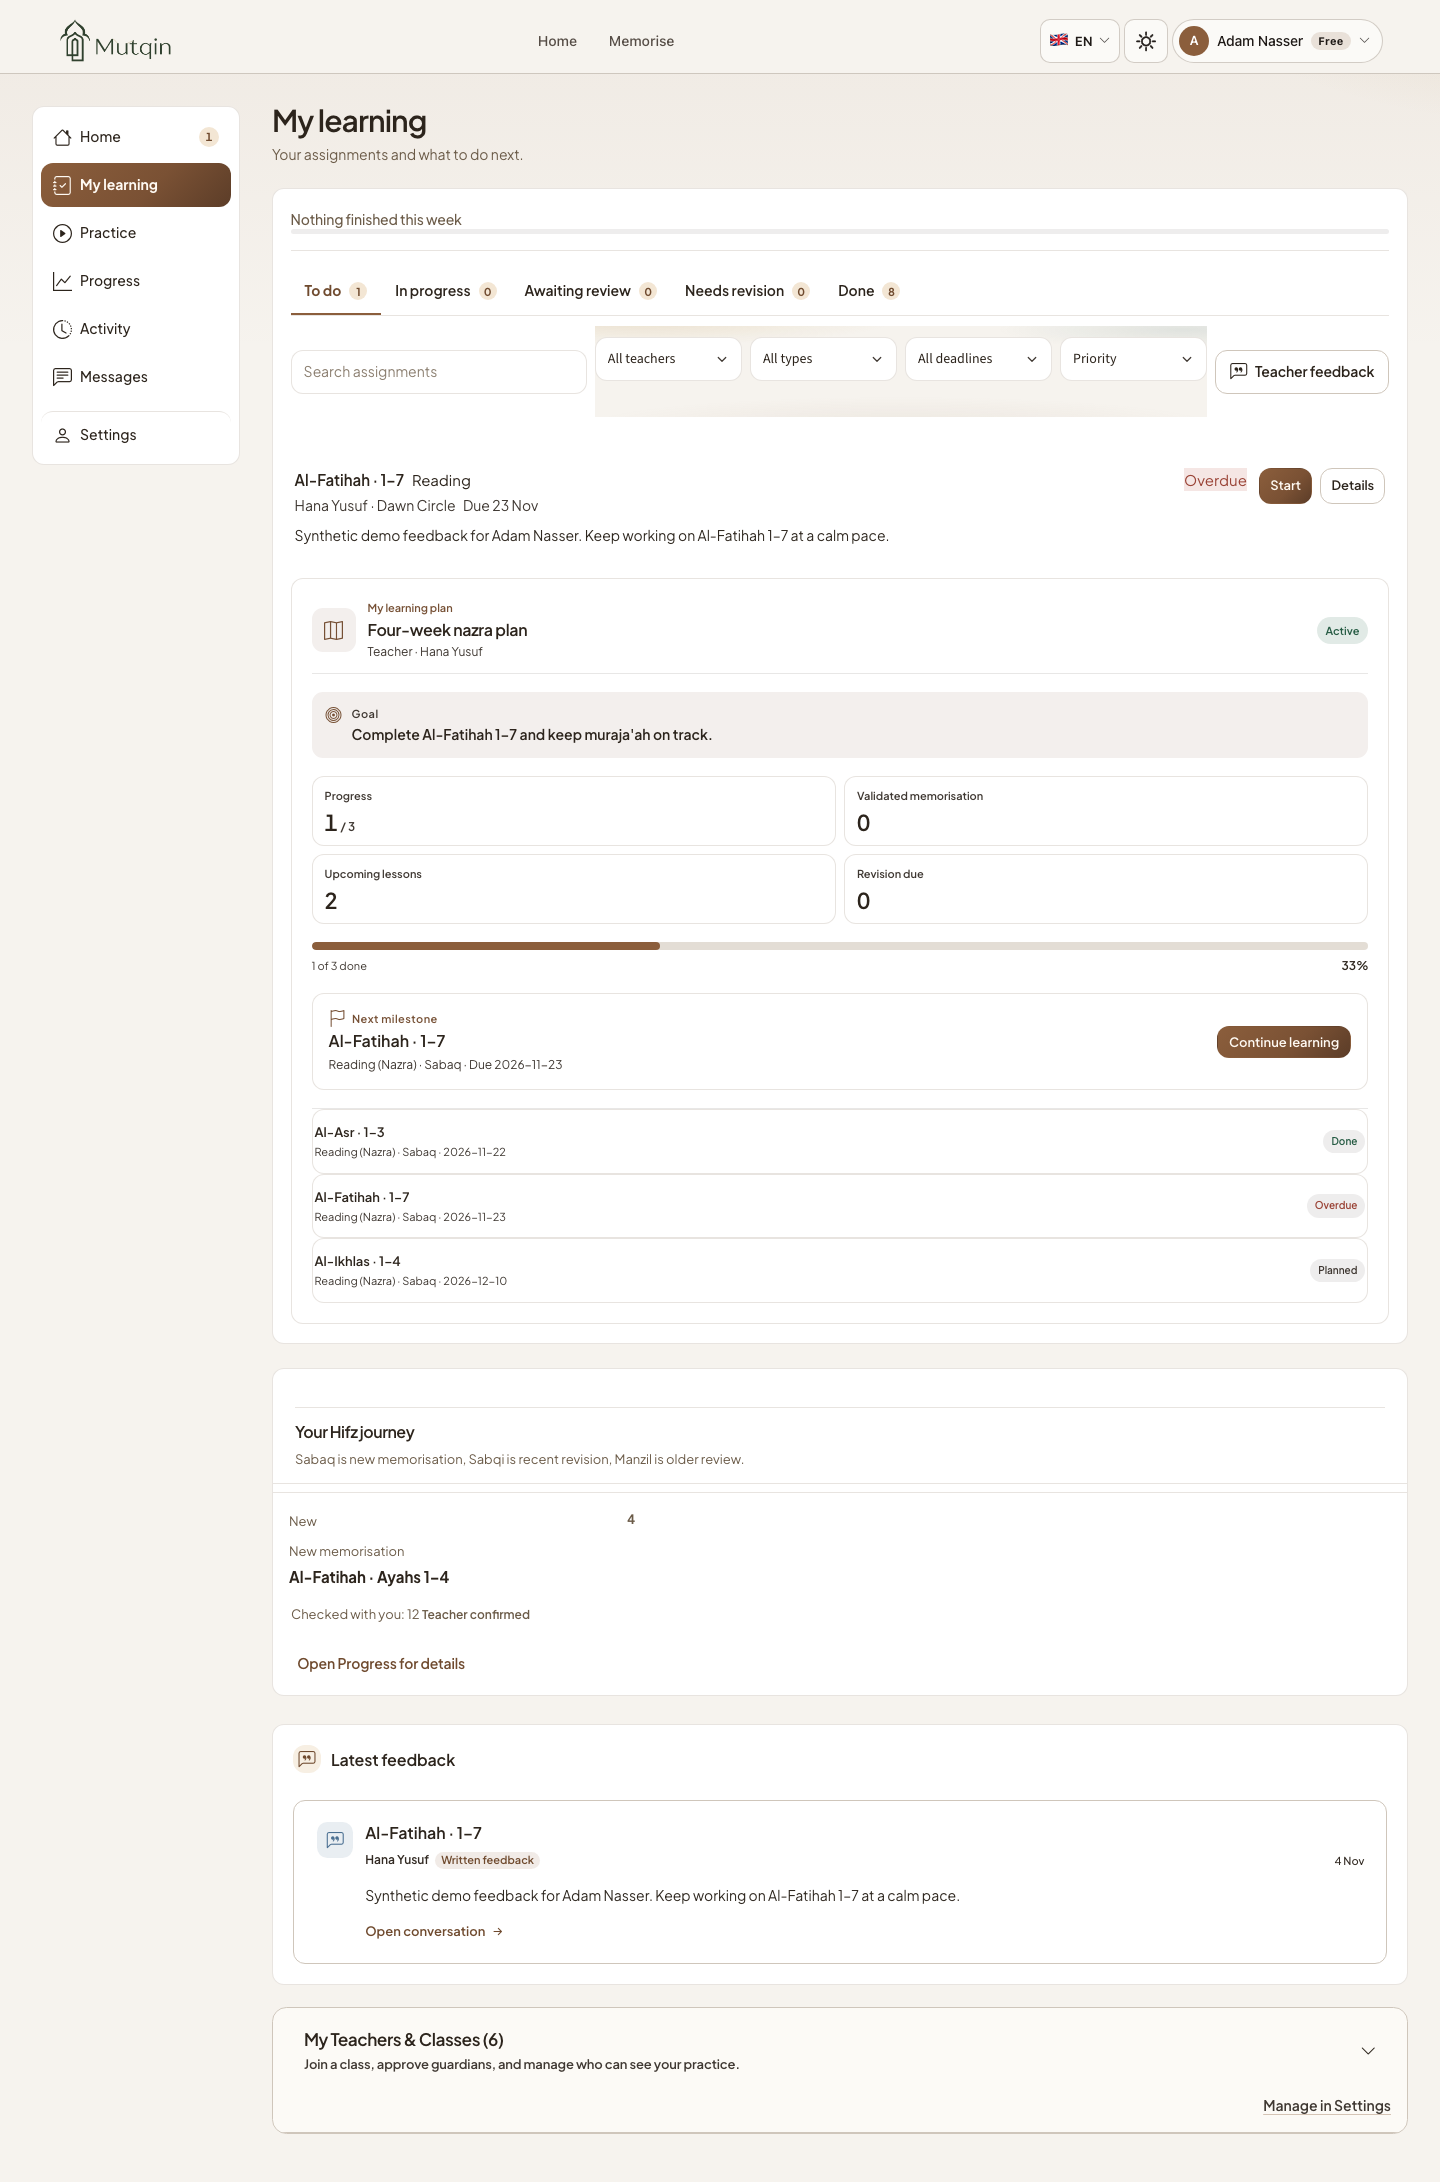 Mutqin
Home
Memorise
EN
A
Adam Nasser
Free
Home
1
My learning
Practice
Progress
Activity
Messages
Settings
My learning
Your assignments and what to do next.
Nothing finished this week
To do 1
In progress 0
Awaiting review 0
Needs revision 0
Done 8
Search assignments
All teachers
All types
All deadlines
Priority
Teacher feedback
Al-Fatihah · 1–7 Reading
Overdue
Start
Details
Hana Yusuf · Dawn Circle Due 23 Nov
Synthetic demo feedback for Adam Nasser. Keep working on Al-Fatihah 1–7 at a calm pace.
My learning plan
Four-week nazra plan
Teacher · Hana Yusuf
Active
Goal
Complete Al-Fatihah 1–7 and keep muraja'ah on track.
Progress
1 / 3
Validated memorisation
0
Upcoming lessons
2
Revision due
0
1 of 3 done
33%
Next milestone
Al-Fatihah · 1–7
Reading (Nazra) · Sabaq · Due 2026-11-23
Continue learning
Al-Asr · 1–3
Reading (Nazra) · Sabaq · 2026-11-22
Done
Al-Fatihah · 1–7
Reading (Nazra) · Sabaq · 2026-11-23
Overdue
Al-Ikhlas · 1–4
Reading (Nazra) · Sabaq · 2026-12-10
Planned
Your Hifz journey
Sabaq is new memorisation, Sabqi is recent revision, Manzil is older review.
New
4
New memorisation
Al-Fatihah · Ayahs 1–4
Checked with you: 12 Teacher confirmed
Open Progress for details
Latest feedback
Al-Fatihah · 1–7
Hana Yusuf
Written feedback
4 Nov
Synthetic demo feedback for Adam Nasser. Keep working on Al-Fatihah 1–7 at a calm pace.
Open conversation →
My Teachers & Classes (6)
Join a class, approve guardians, and manage who can see your practice.
Manage in Settings